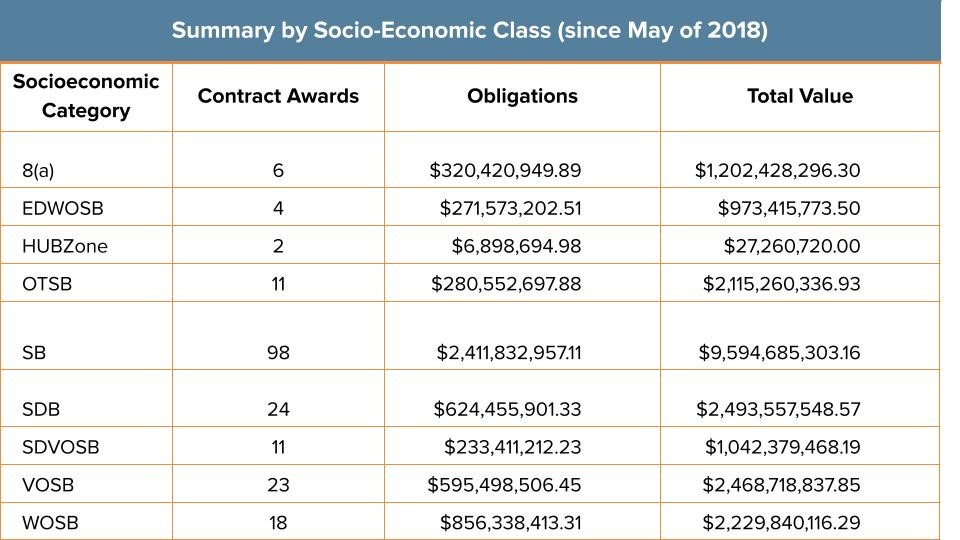 Summary by Socio-Economic Class (since May of 2018)
Socioeconomic Category Contract Awards Obligations Total Value
8(a) 6 $320,420,949.89 $1,202,428,296.30
EDWOSB 4 $271,573,202.51 $973,415,773.50
HUBZone 2 $6,898,694.98 $27,260,720.00
OTSB 11 $280,552,697.88 $2,115,260,336.93
SB 98 $2,411,832,957.11 $9,594,685,303.16
SDB 24 $624,455,901.33 $2,493,557,548.57
SDVOSB 11 $233,411,212.23 $1,042,379,468.19
VOSB 23 $595,498,506.45 $2,468,718,837.85
WOSB 18 $856,338,413.31 $2,229,840,116.29